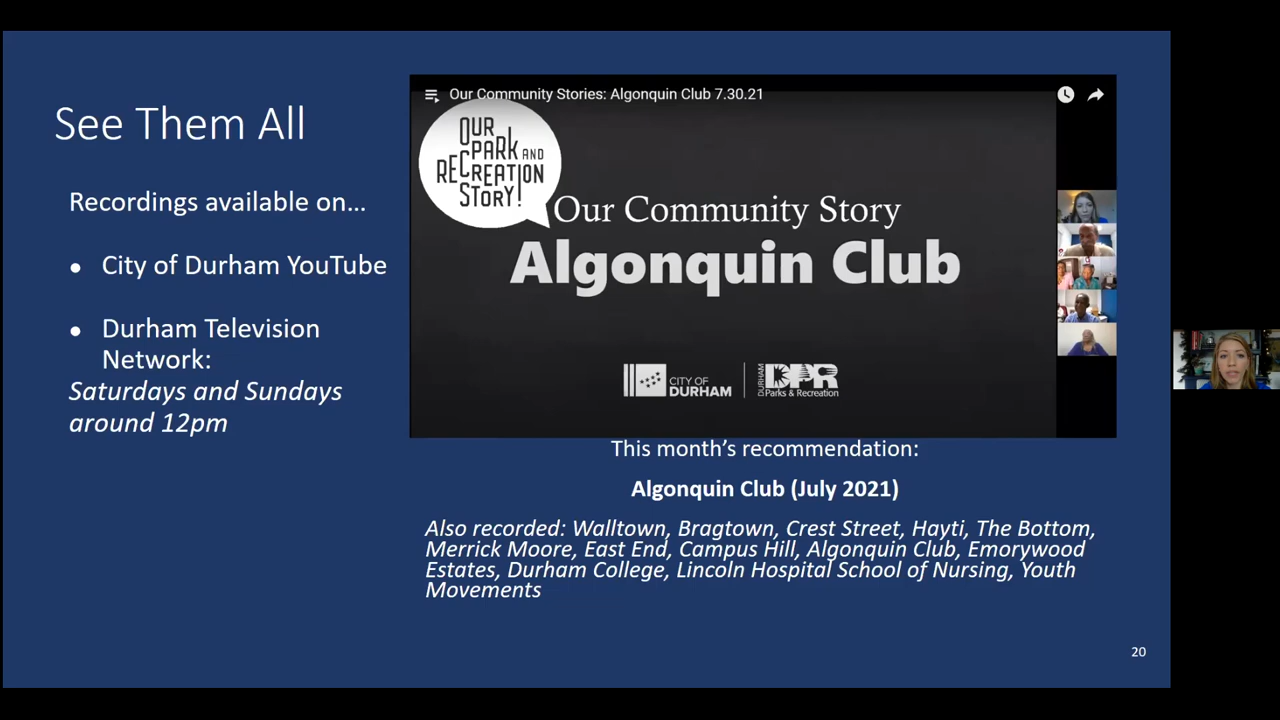 See Them All
Recordings available on...
• City of Durham YouTube
• Durham Television
Network:
Saturdays and Sundays
around 12pm
Our Community Stories: Algonquin Club 7.30.21
OUR
PARK AND
RECREATION
STORY!
Our Community Story
Algonquin Club
CITY OF
DURHAM
DURHAM
DPR
Parks & Recreation
This month's recommendation:
Algonquin Club (July 2021)
Also recorded: Walltown, Bragtown, Crest Street, Hayti, The Bottom,
Merrick Moore, East End, Campus Hill, Algonquin Club, Emorywood
Estates, Durham College, Lincoln Hospital School of Nursing, Youth
Movements
20